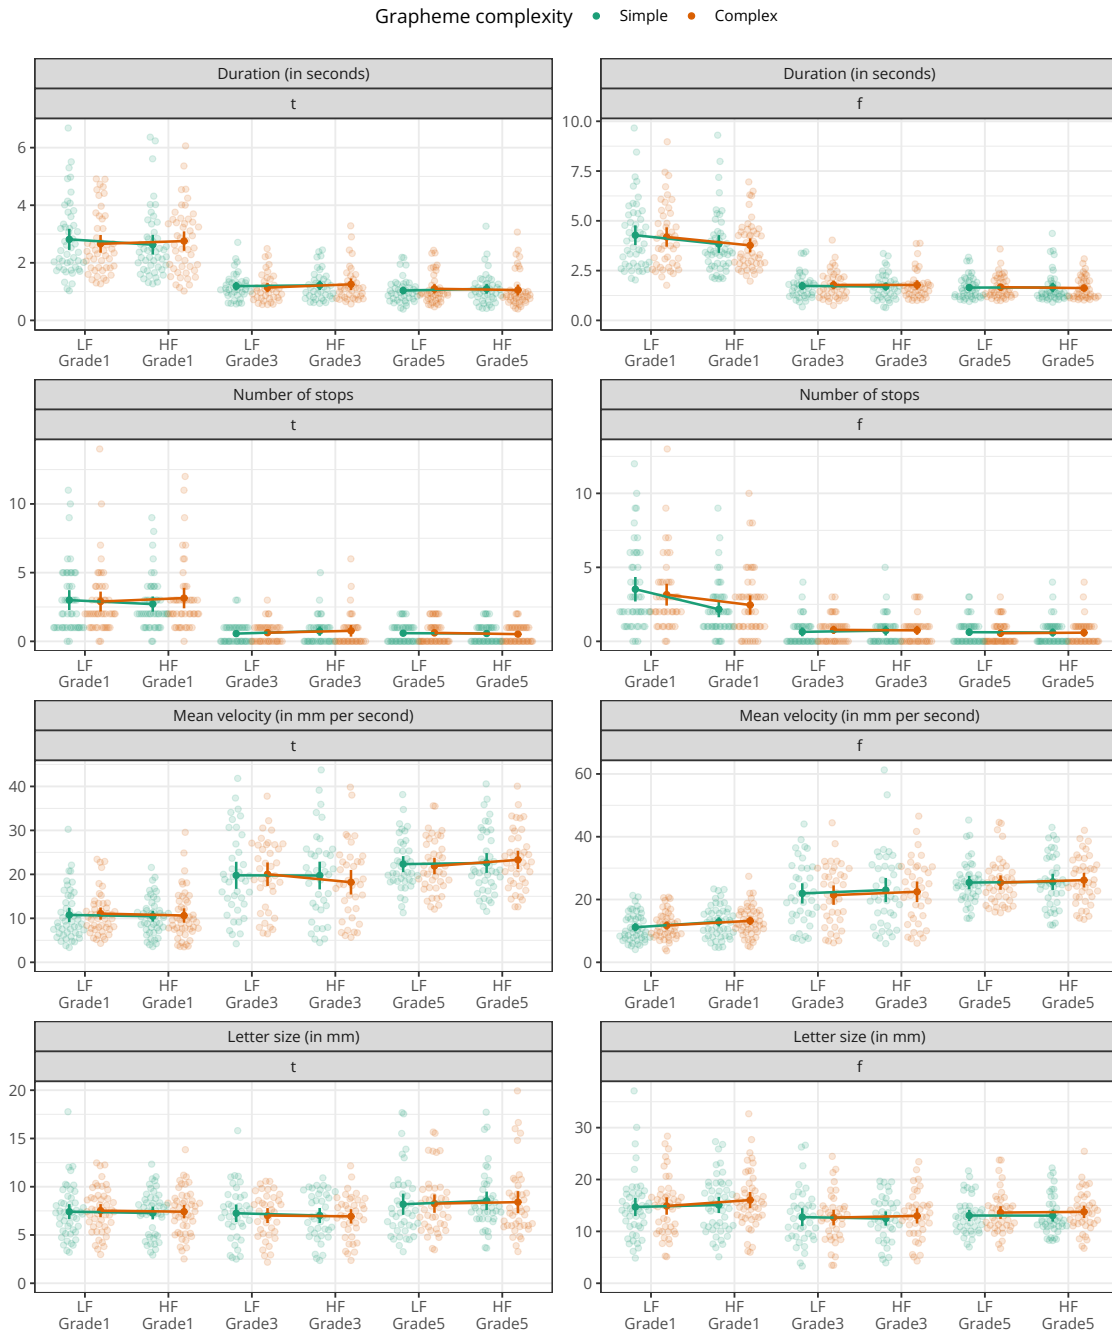 Grapheme complexity Simple Complex
Duration (in seconds) Duration (in seconds)
t f
6
4
2
0
10.0
7.5
5.0
2.5
0.0
LF HF LF HF LF HF LF HF LF HF LF HF
Grade1 Grade1 Grade3 Grade3 Grade5 Grade5 Grade1 Grade1 Grade3 Grade3 Grade5 Grade5
Number of stops Number of stops
t f
10
5
0
10
5
0
LF HF LF HF LF HF LF HF LF HF LF HF
Grade1 Grade1 Grade3 Grade3 Grade5 Grade5 Grade1 Grade1 Grade3 Grade3 Grade5 Grade5
Mean velocity (in mm per second) Mean velocity (in mm per second)
t f
40
30
20
10
0
60
40
20
0
LF HF LF HF LF HF LF HF LF HF LF HF
Grade1 Grade1 Grade3 Grade3 Grade5 Grade5 Grade1 Grade1 Grade3 Grade3 Grade5 Grade5
Letter size (in mm) Letter size (in mm)
t f
20
15
10
5
0
30
20
10
0
LF HF LF HF LF HF LF HF LF HF LF HF
Grade1 Grade1 Grade3 Grade3 Grade5 Grade5 Grade1 Grade1 Grade3 Grade3 Grade5 Grade5